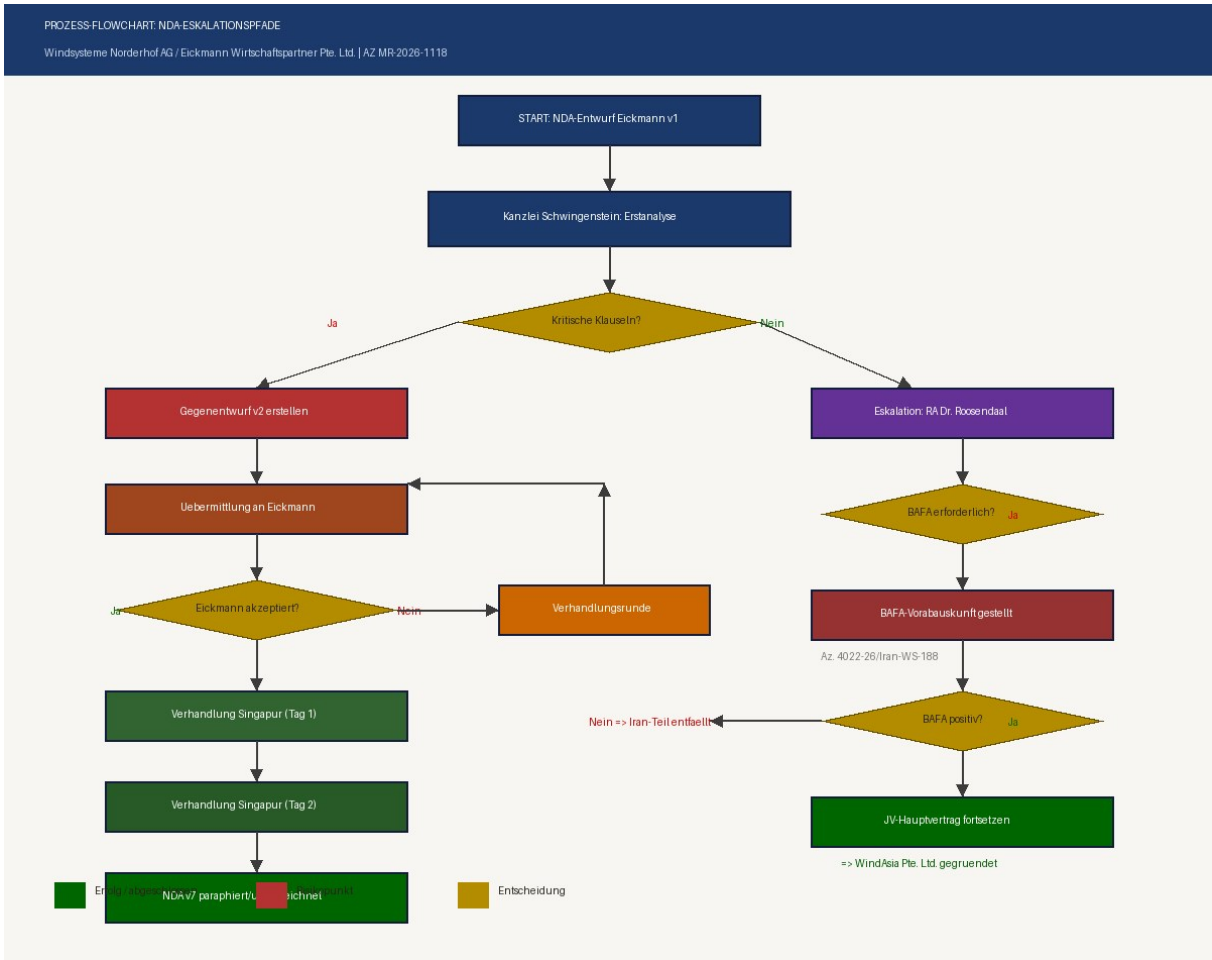 PROZESS-FLOWCHART: NDA-ESKALATIONSPFADE
Windsysteme Norderhof AG / Eickmann Wirtschaftspartner Pte. Ltd. | AZ MR-2026-1118
START: NDA-Entwurf Eickmann v1
Kanzlei Schwingenstein: Erstanalyse
Kritische Klauseln?
Ja
Nein
Gegenentwurf v2 erstellen
Eskalation: RA Dr. Roosendaal
Uebermittlung an Eickmann
BAFA erforderlich?
Ja
Ja
Eickmann akzeptiert?
Nein
Verhandlungsrunde
BAFA-Vorabauskunft gestellt
Az. 4022-26/Iran-WS-188
Verhandlung Singapur (Tag 1)
Nein => Iran-Teil entfaellt
BAFA positiv?
Ja
Verhandlung Singapur (Tag 2)
JV-Hauptvertrag fortsetzen
=> WindAsia Pte. Ltd. gegruendet
NDA v7
Entscheidung